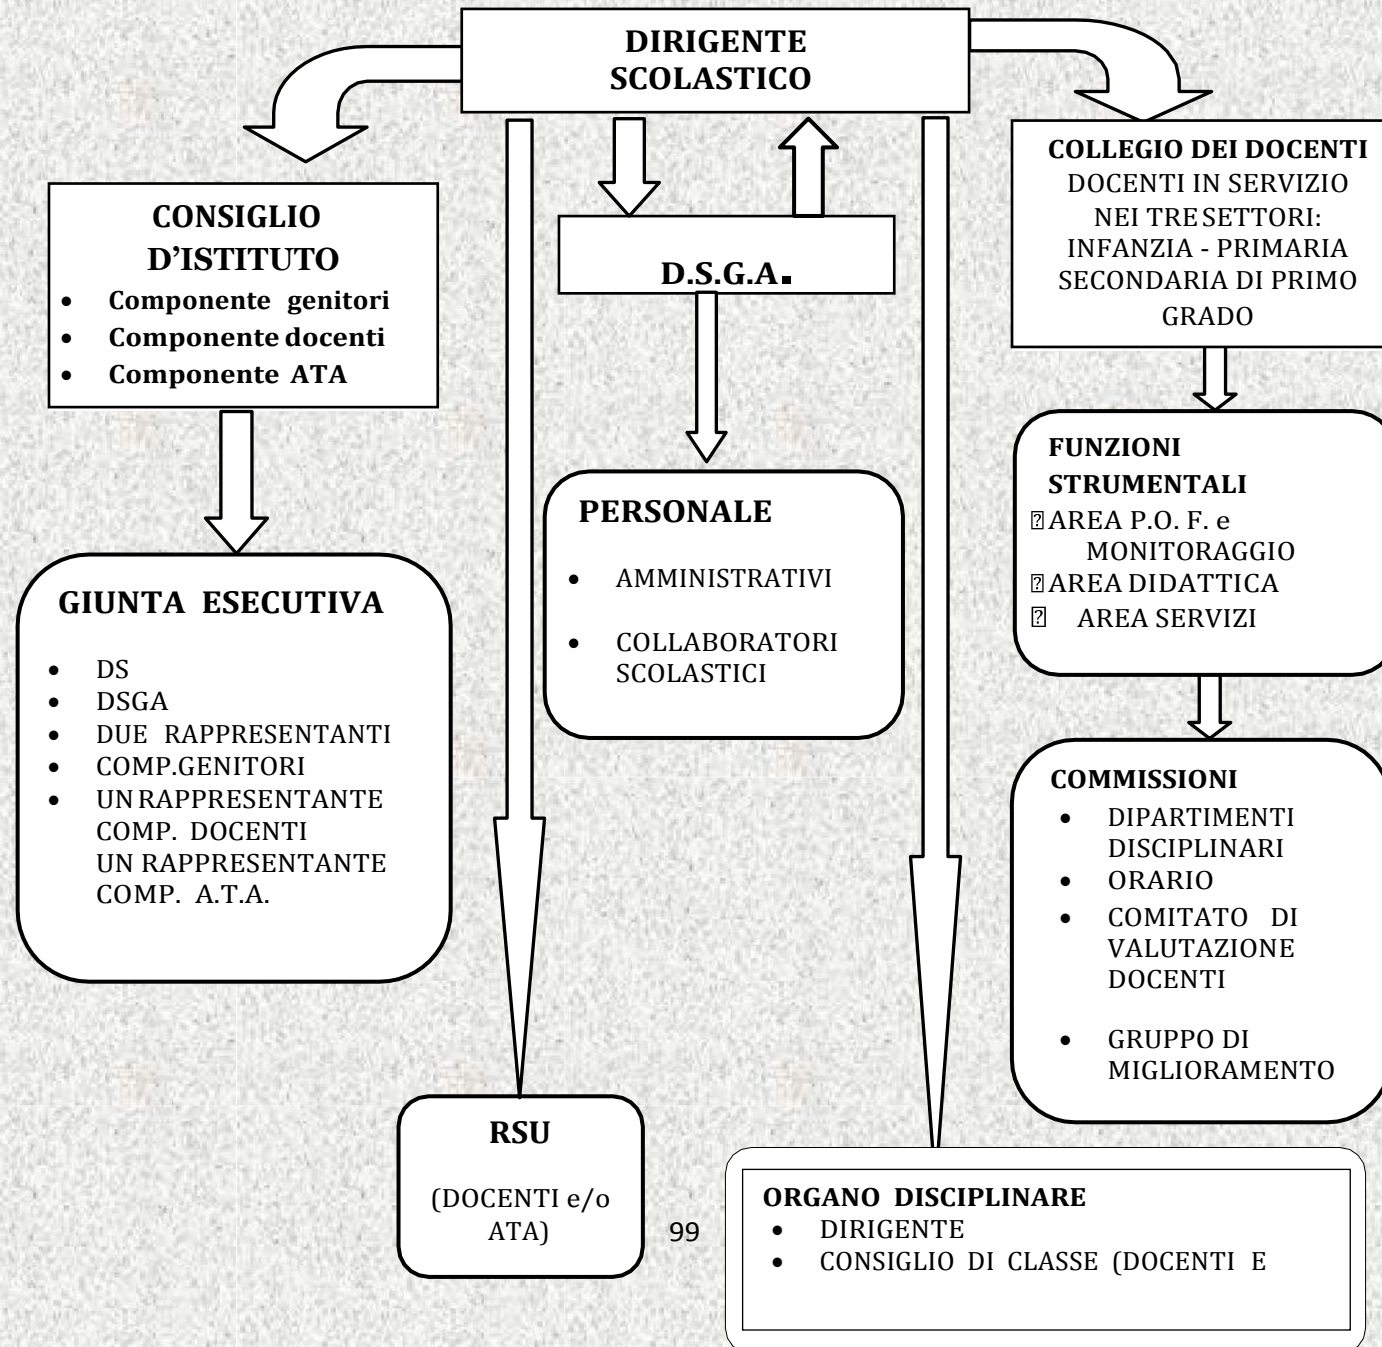 DIRIGENTE
SCOLASTICO
CONSIGLIO
D’ISTITUTO
• Componente genitori
• Componente docenti
• Componente ATA
D.S.G.A.
COLLEGIO DEI DOCENTI
DOCENTI IN SERVIZIO
NEI TRE SETTORI:
INFANZIA - PRIMARIA
SECONDARIA DI PRIMO
GRADO
GIUNTA ESECUTIVA
• DS
• DSGA
• DUE RAPPRESENTANTI
• COMP.GENITORI
• UN RAPPRESENTANTE
COMP. DOCENTI
UN RAPPRESENTANTE
COMP. A.T.A.
PERSONALE
• AMMINISTRATIVI
• COLLABORATORI
SCOLASTICI
FUNZIONI
STRUMENTALI
AREA P.O. F. e
MONITORAGGIO
AREA DIDATTICA
AREA SERVIZI
COMMISSIONI
• DIPARTIMENTI
DISCIPLINARI
• ORARIO
• COMITATO DI
VALUTAZIONE
DOCENTI
• GRUPPO DI
MIGLIORAMENTO
RSU
(DOCENTI e/o
ATA)
99
ORGANO DISCIPLINARE
• DIRIGENTE
• CONSIGLIO DI CLASSE (DOCENTI E